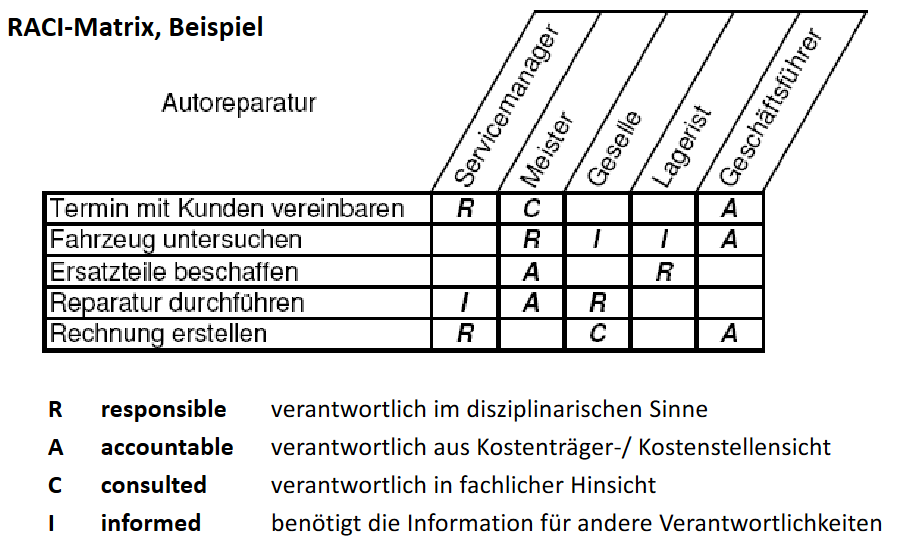 RACI-Matrix, Beispiel
Autoreparatur
Servicemanager
Meister
Geselle
Lagerist
Geschäftsführer
Termin mit Kunden vereinbaren R C A
Fahrzeug untersuchen R I I A
Ersatzteile beschaffen A R
Reparatur durchführen I A R
Rechnung erstellen R C A
R responsible verantwortlich im disziplinarischen Sinne
A accountable verantwortlich aus Kostenträger-/ Kostenstellensicht
C consulted verantwortlich in fachlicher Hinsicht
I informed benötigt die Information für andere Verantwortlichkeiten